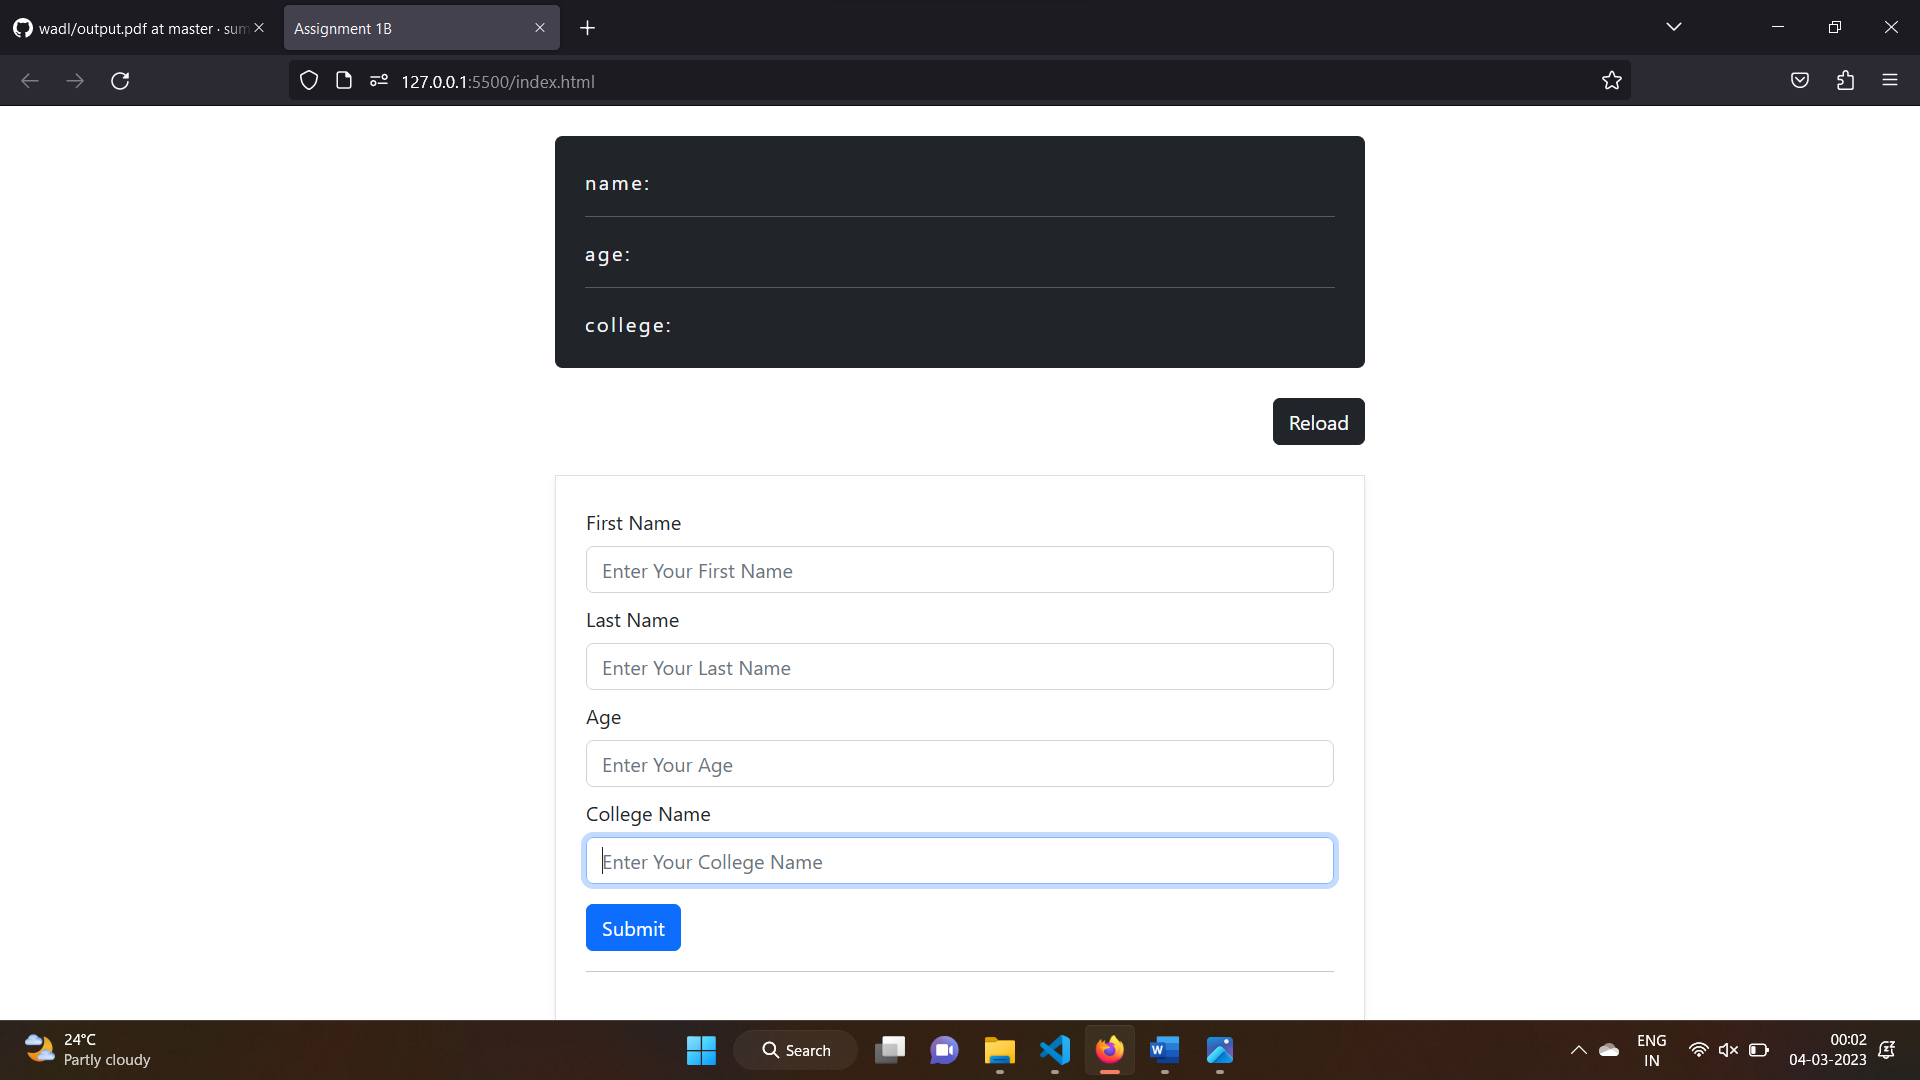 wadl/output.pdf at master · sum
Assignment 1B
127.0.0.1:5500/index.html
name:
age:
college:
Reload
First Name
Enter Your First Name
Last Name
Enter Your Last Name
Age
Enter Your Age
College Name
Enter Your College Name
Submit
24°C
Partly cloudy
Search
ENG
IN
00:02
04-03-2023